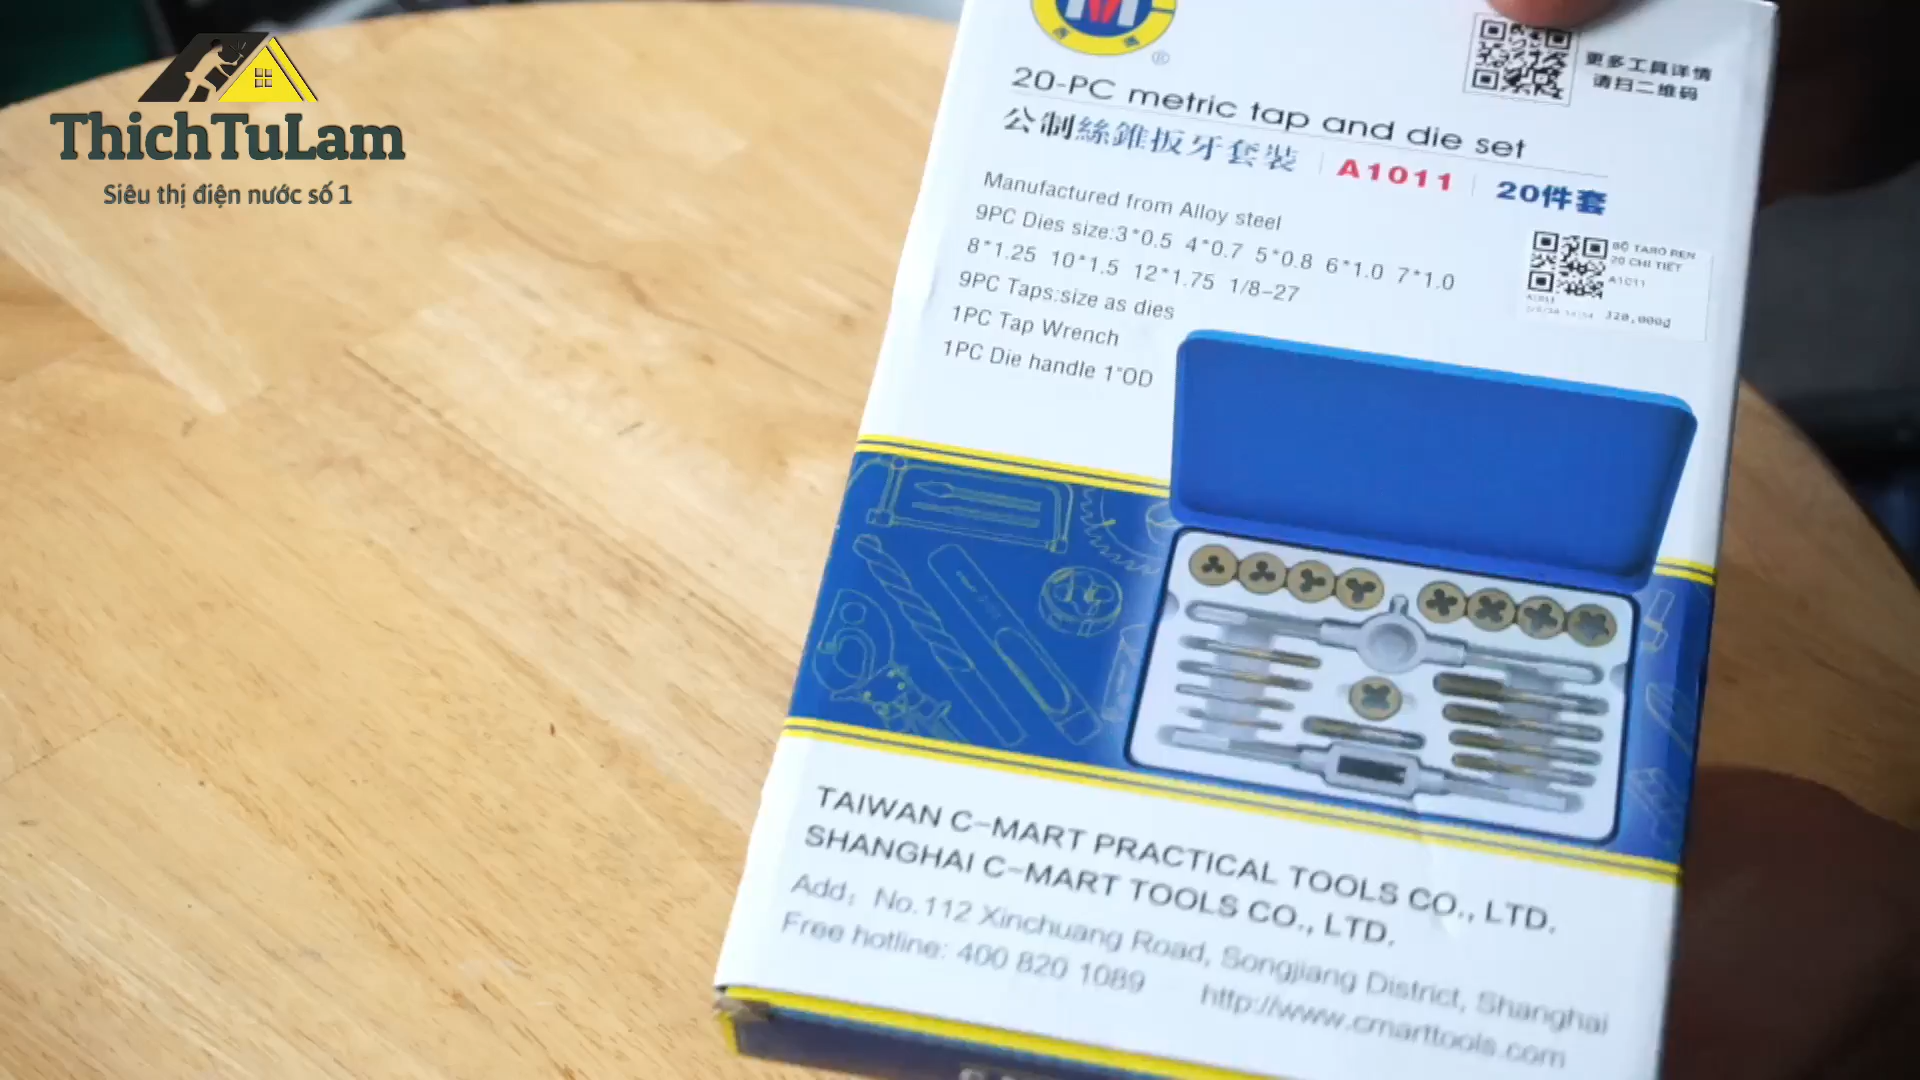 ThichTuLam
Siêu thị điện nước số 1
更多工具详情
请扫二维码
20-PC metric tap and die set
公制絲錐扳牙套裝 A1011 20件套
Manufactured from Alloy steel
9PC Dies size:3*0.5 4*0.7 5*0.8 6*1.0 7*1.0
8*1.25 10*1.5 12*1.75 1/8-27
9PC Taps:size as dies
1PC Tap Wrench
1PC Die handle 1"OD
BỘ TARO REN
20 CHI TIẾT
A1011
A1011
320,000đ
TAIWAN C-MART PRACTICAL TOOLS CO., LTD.
SHANGHAI C-MART TOOLS CO., LTD.
Add: No.112 Xinchuang Road, Songjiang District, Shanghai
Free hotline: 400 820 1089 http://www.cmarttools.com